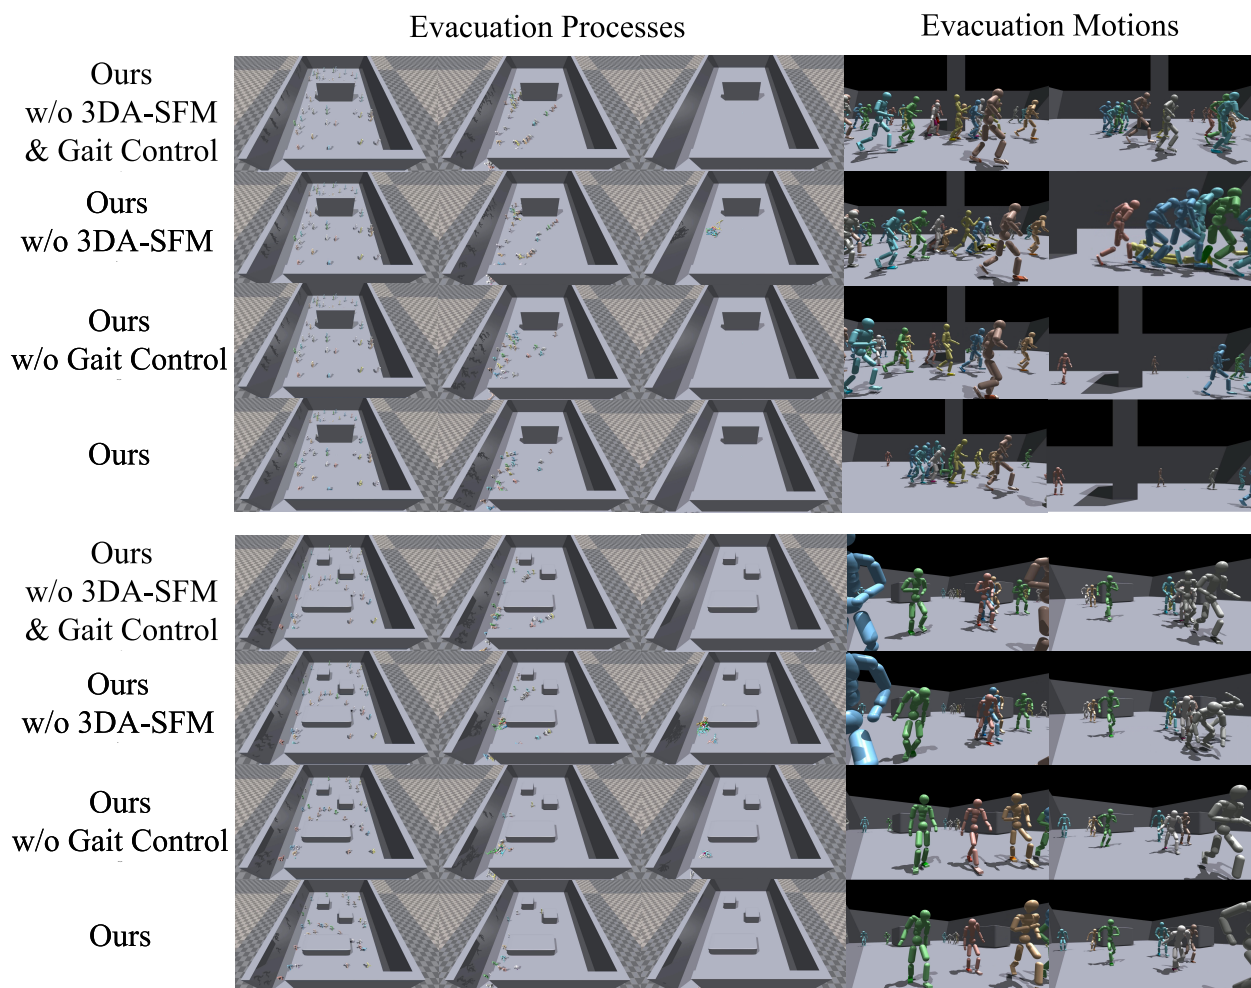 Evacuation Processes
Evacuation Motions
Ours
w/o 3DA-SFM
& Gait Control
Ours
w/o 3DA-SFM
Ours
w/o Gait Control
Ours
Ours
w/o 3DA-SFM
& Gait Control
Ours
w/o 3DA-SFM
Ours
w/o Gait Control
Ours